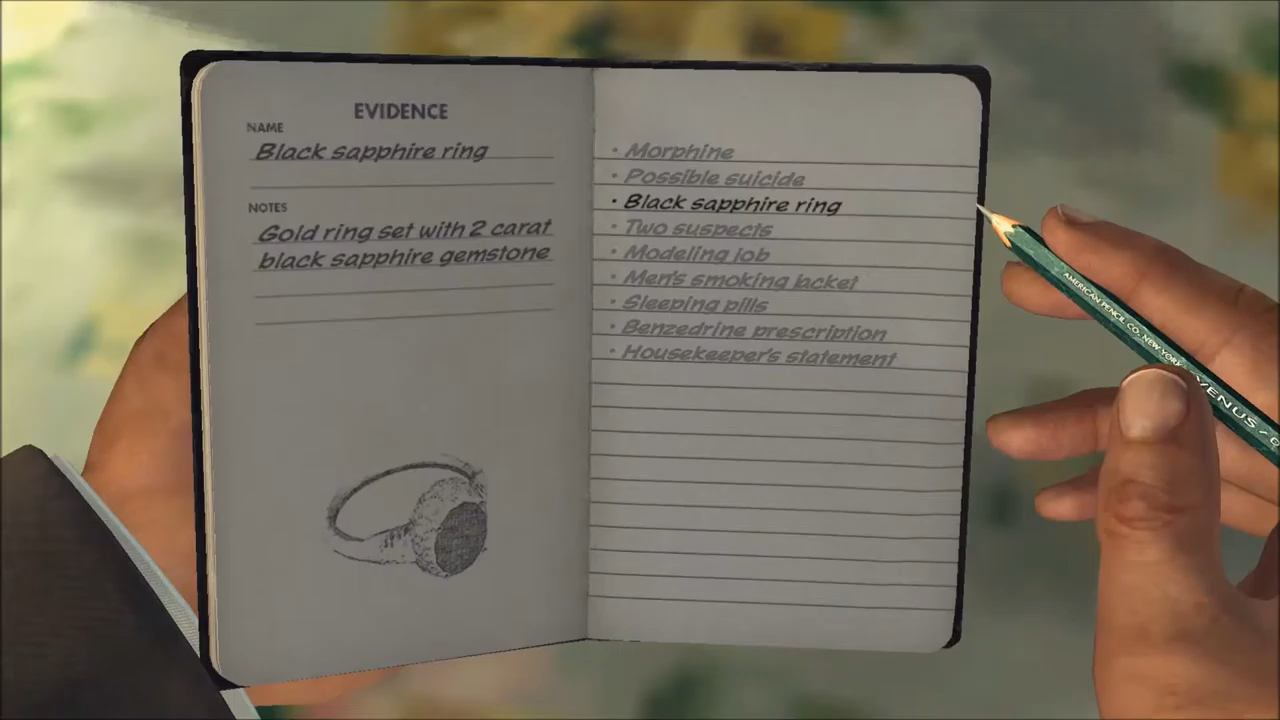 EVIDENCE
NAME
Black sapphire ring
NOTES
Gold ring set with 2 carat
black sapphire gemstone
• Morphine
• Possible suicide
• Black sapphire ring
• Two suspects
• Modeling job
• Men's smoking jacket
• Sleeping pills
• Benzedrine prescription
• Housekeeper's statement
AMERICAN PENCIL CO. NEW YORK
VENUS